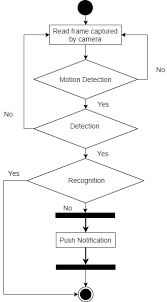 Read frame captured
by camera
No
Motion Detection
Yes
No
Detection
Yes
Yes
Recognition
No
Push Notification